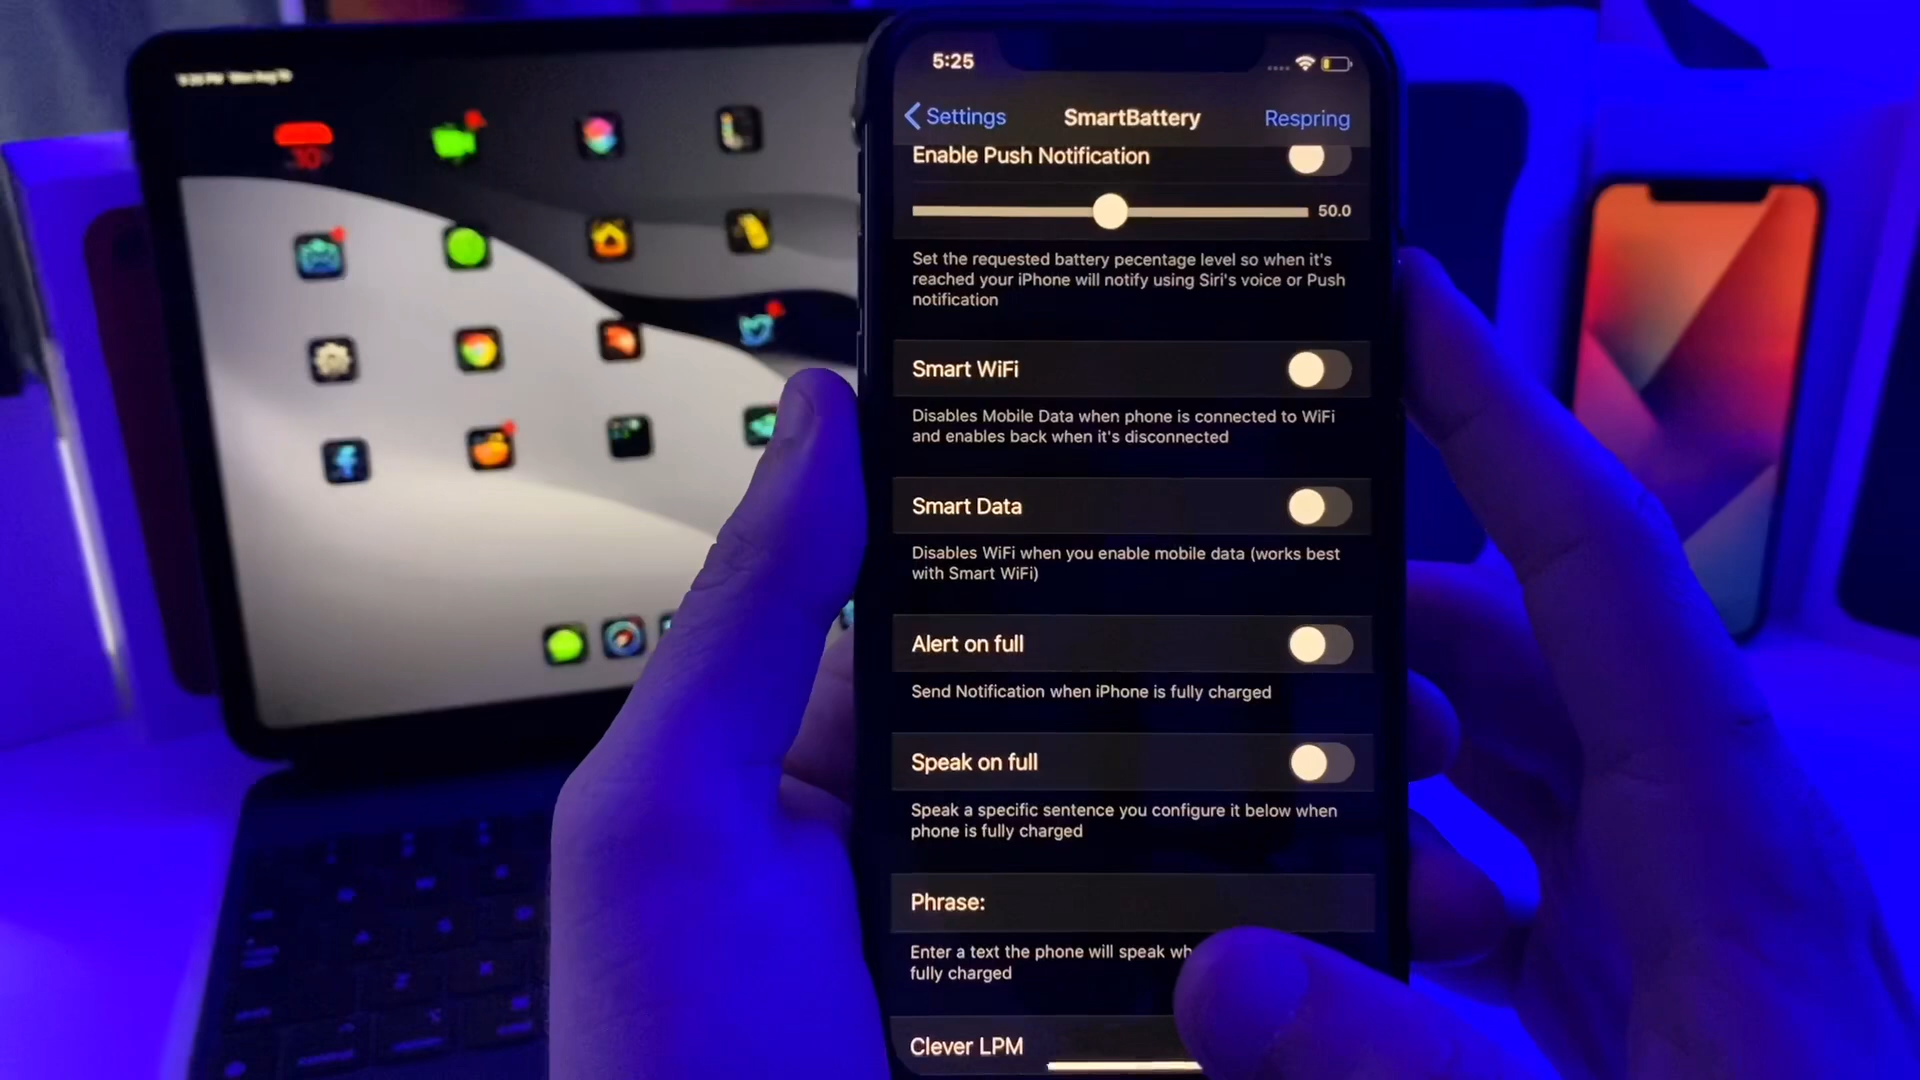 5:25
Settings
SmartBattery
Respring
Enable Push Notification
50.0
Set the requested battery pecentage level so when it's
reached your iPhone will notify using Siri's voice or Push
notification
Smart WiFi
Disables Mobile Data when phone is connected to WiFi
and enables back when it's disconnected
Smart Data
Disables WiFi when you enable mobile data (works best
with Smart WiFi)
Alert on full
Send Notification when iPhone is fully charged
Speak on full
Speak a specific sentence you configure it below when
phone is fully charged
Phrase:
Enter a text the phone will speak
fully charged
Clever LPM